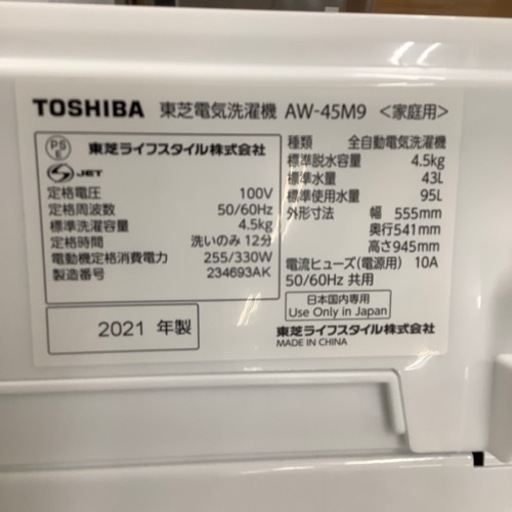 TOSHIBA 東芝電気洗濯機 AW-45M9 <家庭用>
PS E 東芝ライフスタイル株式会社
S JET
定格電圧 100V
定格周波数 50/60Hz
標準洗濯容量 4.5kg
定格時間 洗いのみ 12分
電動機定格消費電力 255/330W
製造番号 234693AK
2021 年製
種類 全自動電気洗濯機
標準脱水容量 4.5kg
標準水量 43L
標準使用水量 95L
外形寸法 幅 555mm
奥行541mm
高さ945mm
電流ヒューズ(電源用) 10A
50/60Hz 共用
日本国内専用
Use Only in Japan
東芝ライフスタイル株式会社
MADE IN CHINA